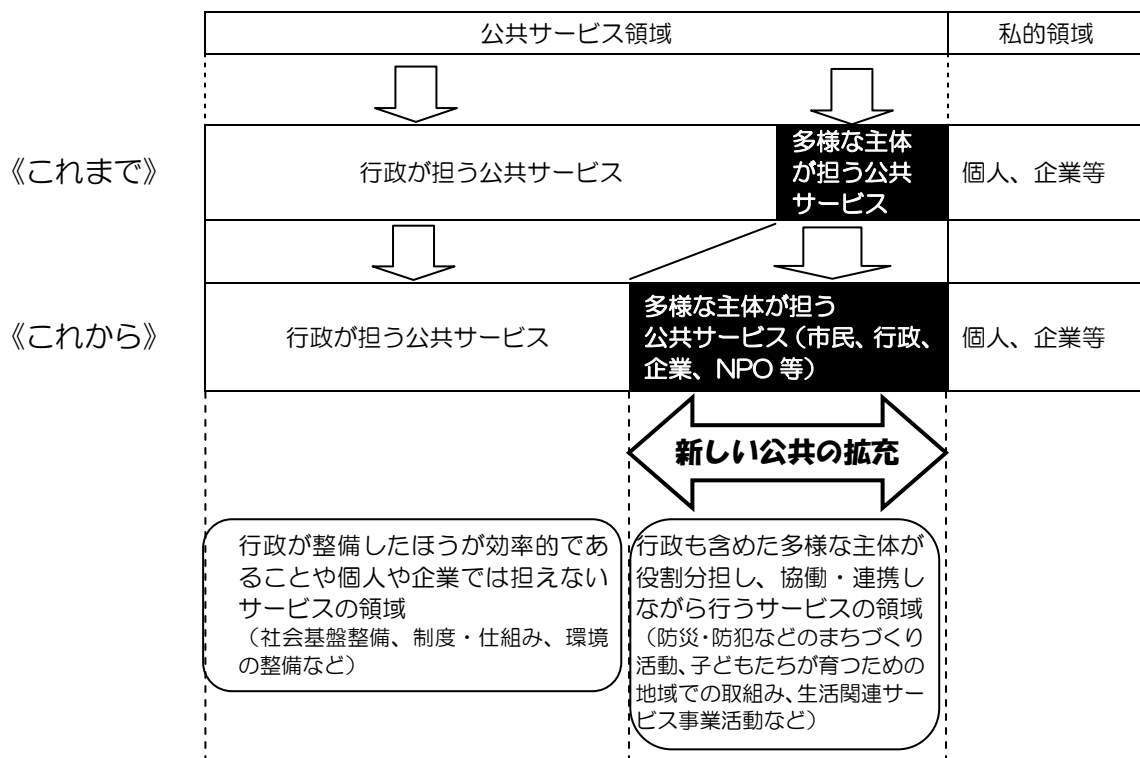 公共サービス領域
私的領域
《これまで》
行政が担う公共サービス
多様な主体
が担う公共
サービス
個人、企業等
《これから》
行政が担う公共サービス
多様な主体が担う
公共サービス（市民、行政、
企業、NPO 等）
個人、企業等
新しい公共の拡充
行政が整備したほうが効率的であ
ることや個人や企業では担えない
サービスの領域
（社会基盤整備、制度・仕組み、環境
の整備など）
行政も含めた多様な主体が
役割分担し、協働・連携し
ながら行うサービスの領域
（防災・防犯などのまちづくり
活動、子どもたちが育つための
地域での取組み、生活関連サー
ビス事業活動など）